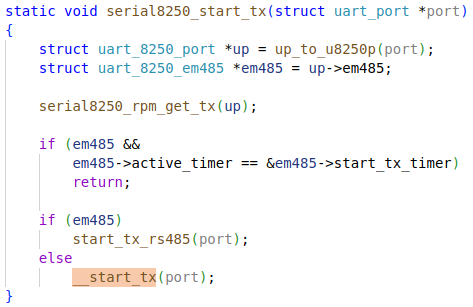 static void serial8250_start_tx(struct uart_port *port)
{
    struct uart_8250_port *up = up_to_u8250p(port);
    struct uart_8250_em485 *em485 = up->em485;

    serial8250_rpm_get_tx(up);

    if (em485 &&
        em485->active_timer == &em485->start_tx_timer)
        return;

    if (em485)
        start_tx_rs485(port);
    else
        __start_tx(port);
}